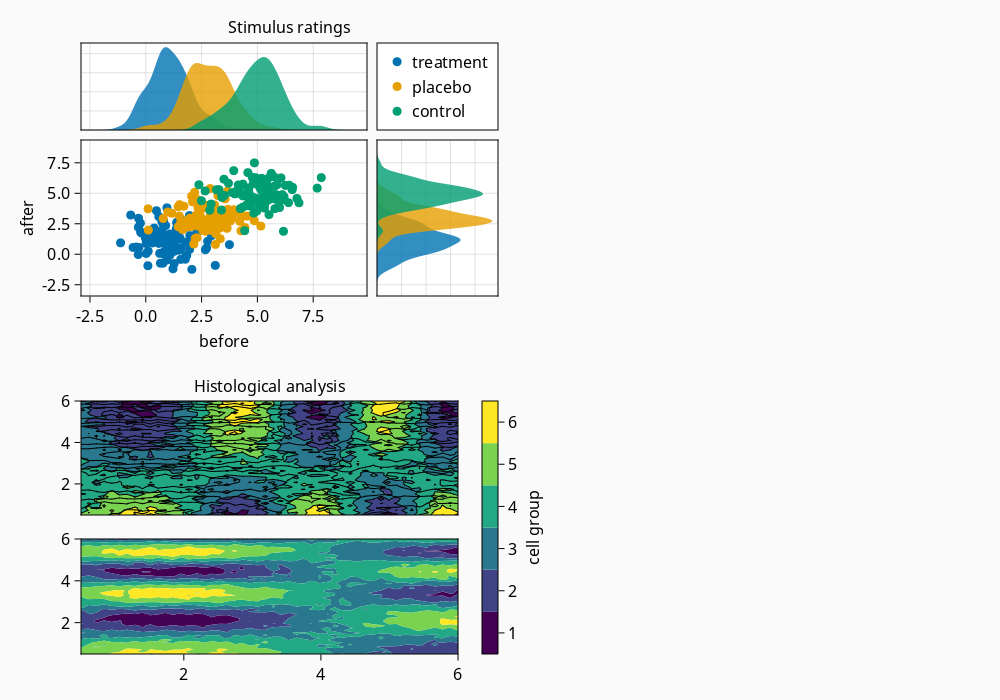 Stimulus ratings
treatment
placebo
control
7.5
5.0
2.5
0.0
-2.5
after
-2.5 0.0 2.5 5.0 7.5
before
Histological analysis
6
4
2
6
4
2
2 4 6
6
5
4
3
2
1
cell group